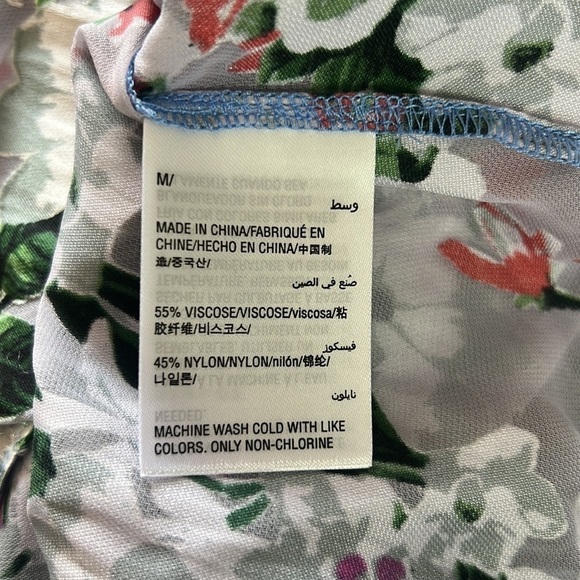 M/
وسط
MADE IN CHINA/FABRIQUÉ EN
CHINE/HECHO EN CHINA/中国制
造/중국산/
صُنع في الصين
55% VISCOSE/VISCOSE/viscosa/粘
胶纤维/비스코스/
فيسكوز
45% NYLON/NYLON/nilón/锦纶/
나일론/
نايلون
MACHINE WASH COLD WITH LIKE
COLORS. ONLY NON-CHLORINE